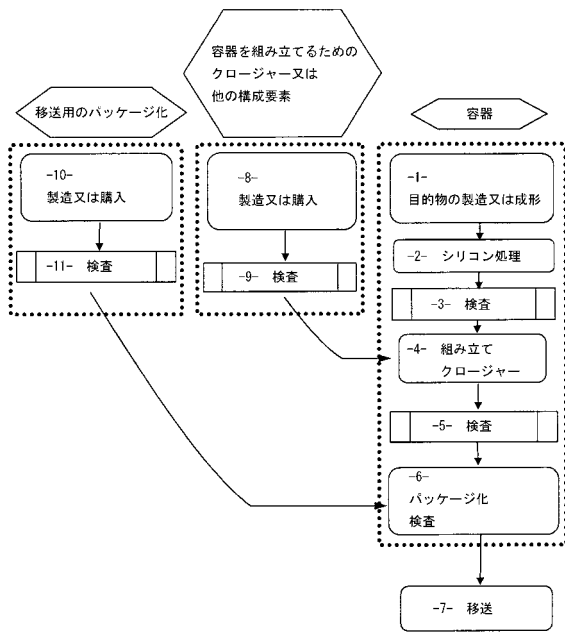 移送用のパッケージ化
-10-
製造又は購入
-11- 検査
容器を組み立てるための
クロージャー又は
他の構成要素
-8-
製造又は購入
-9- 検査
容器
-1-
目的物の製造又は成形
-2- シリコン処理
-3- 検査
-4- 組み立て
クロージャー
-5- 検査
-6-
パッケージ化
検査
-7- 移送